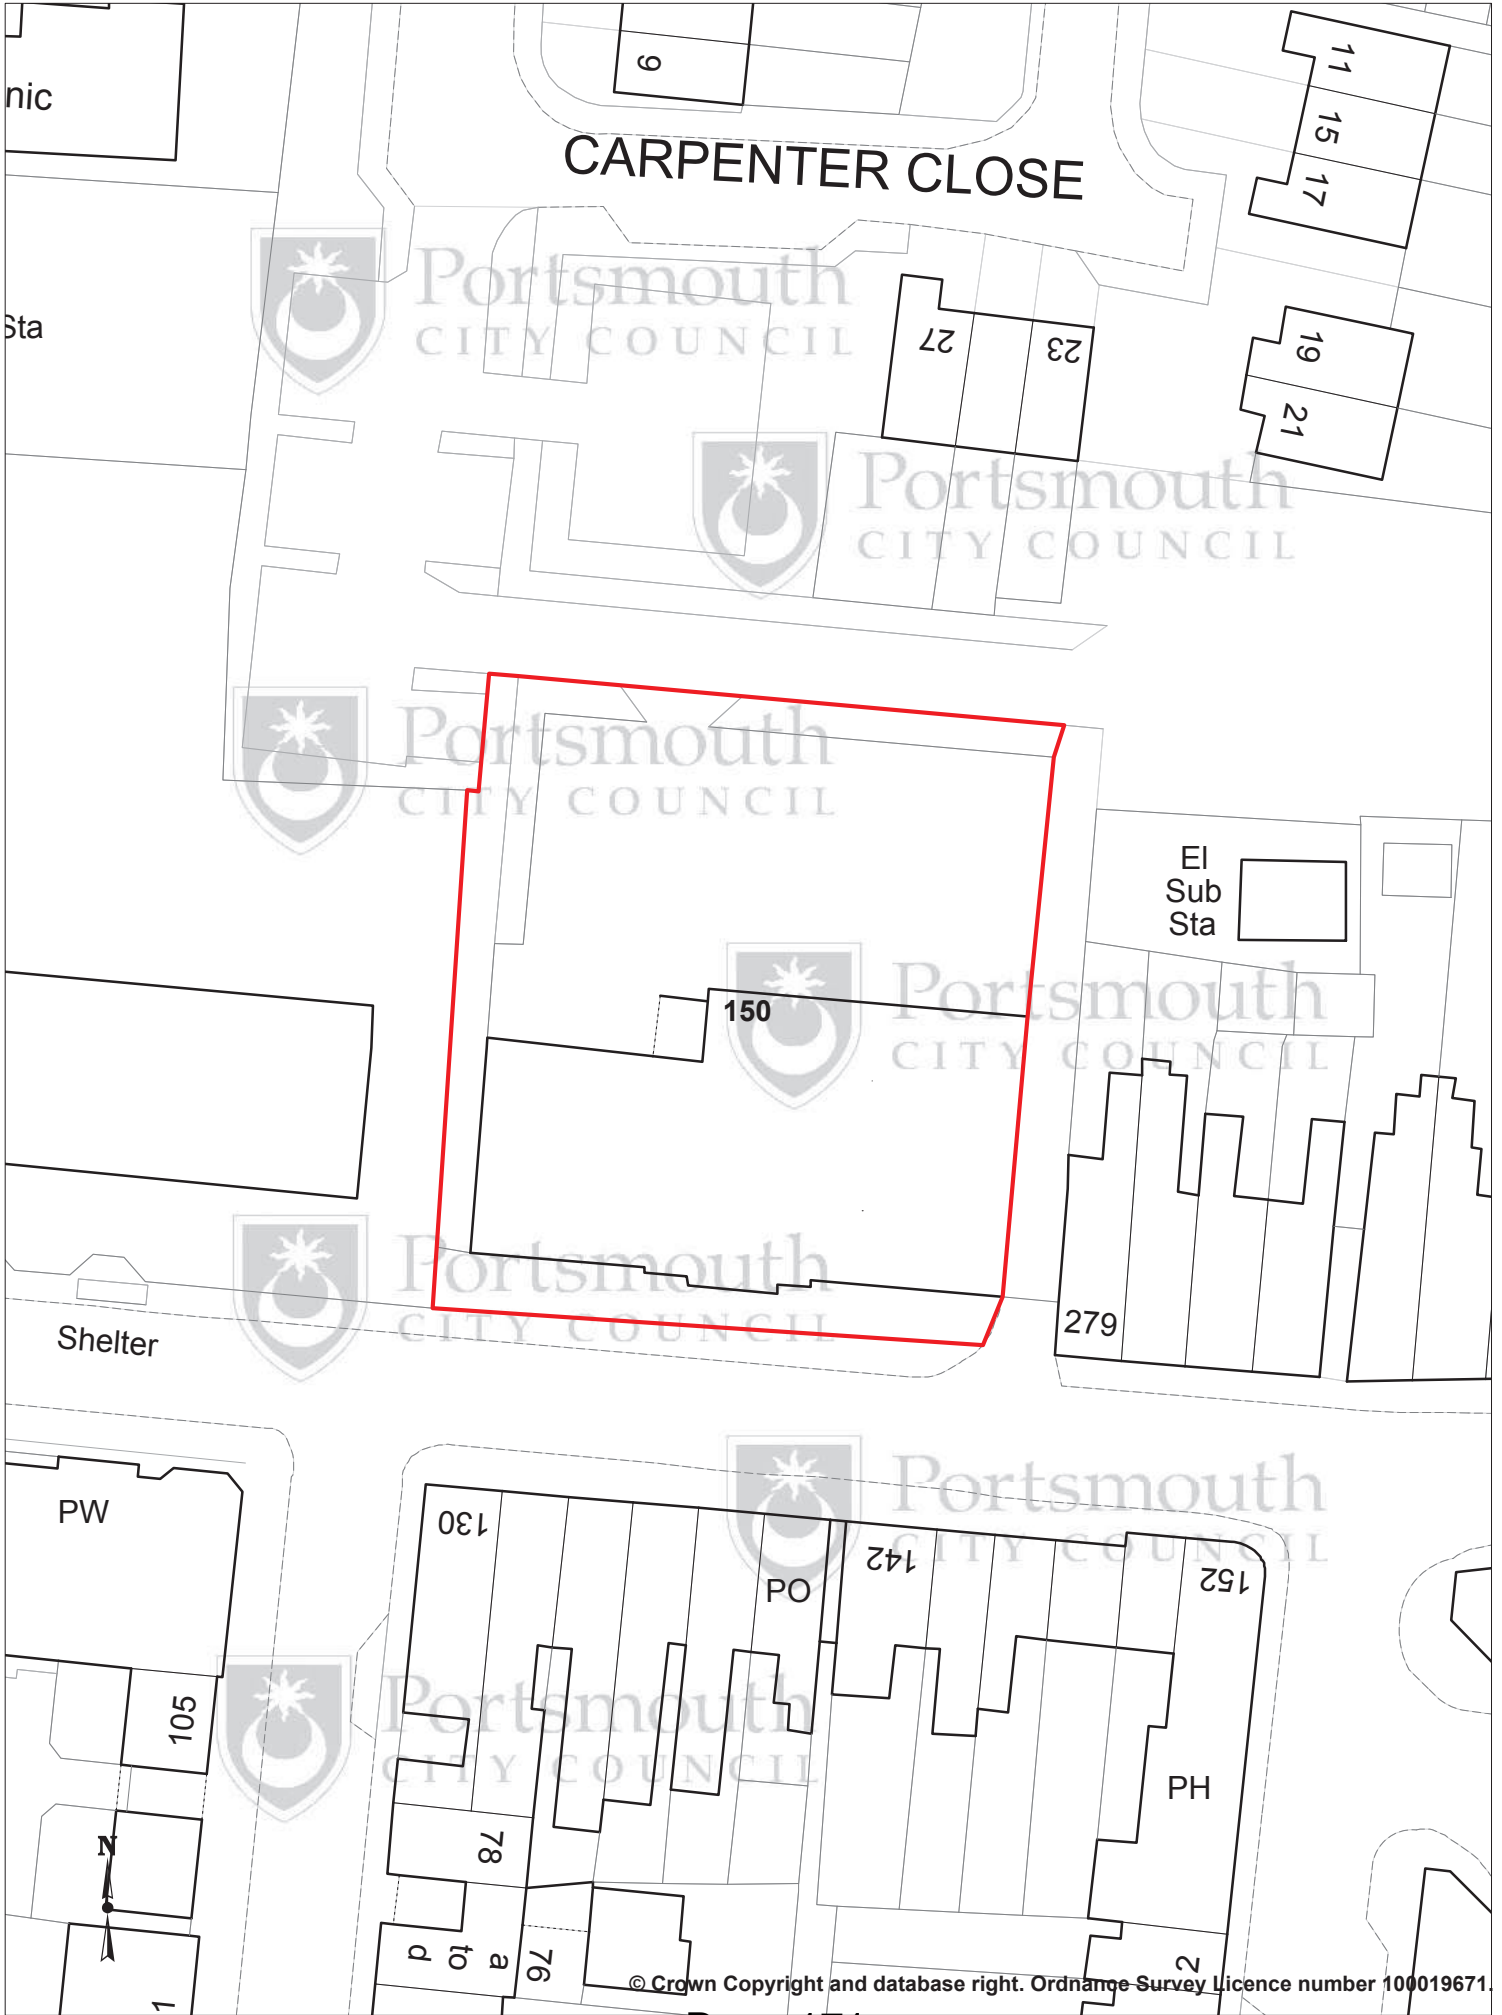 nic
9
11
15
17
CARPENTER CLOSE
Portsmouth
CITY COUNCIL
Sta
27
23
19
21
Portsmouth
CITY COUNCIL
Portsmouth
CITY COUNCIL
El
Sub
Sta
150
Portsmouth
CITY COUNCIL
Portsmouth
CITY COUNCIL
Shelter
279
Portsmouth
CITY COUNCIL
PW
130
142
152
PO
Portsmouth
CITY COUNCIL
105
PH
78
N
a
to
d
76
2
1
© Crown Copyright and database right. Ordnance Survey Licence number 100019671.